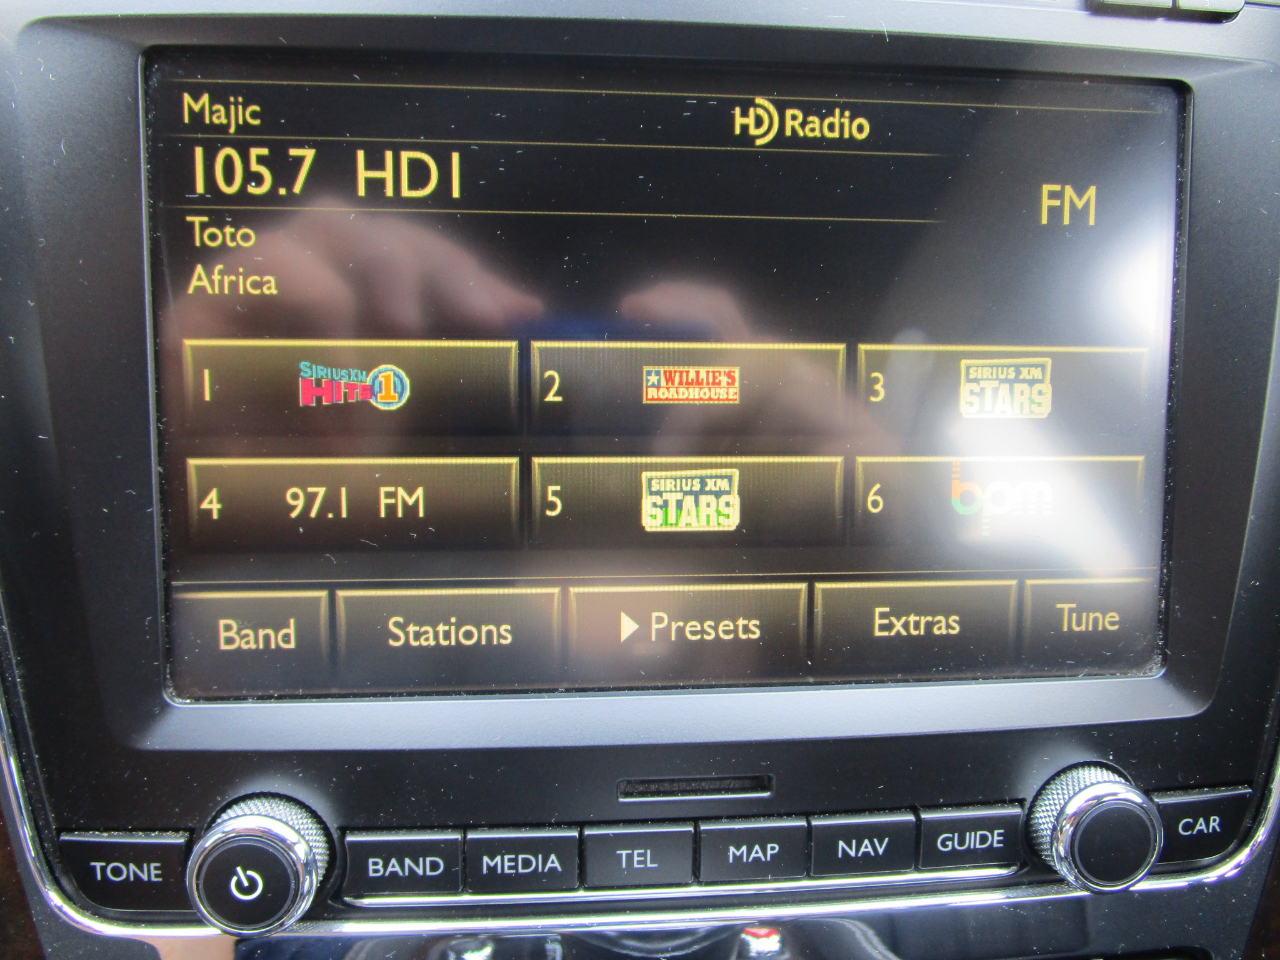 Majic
HD Radio
105.7 HD1
FM
Toto
Africa
1 SIRIUSXM HITS 1
2 WILLIE'S ROADHOUSE
3 SIRIUS XM STARS
4 97.1 FM
5 SIRIUS XM STARS
6 bpm
Band Stations Presets Extras Tune
TONE BAND MEDIA TEL MAP NAV GUIDE CAR